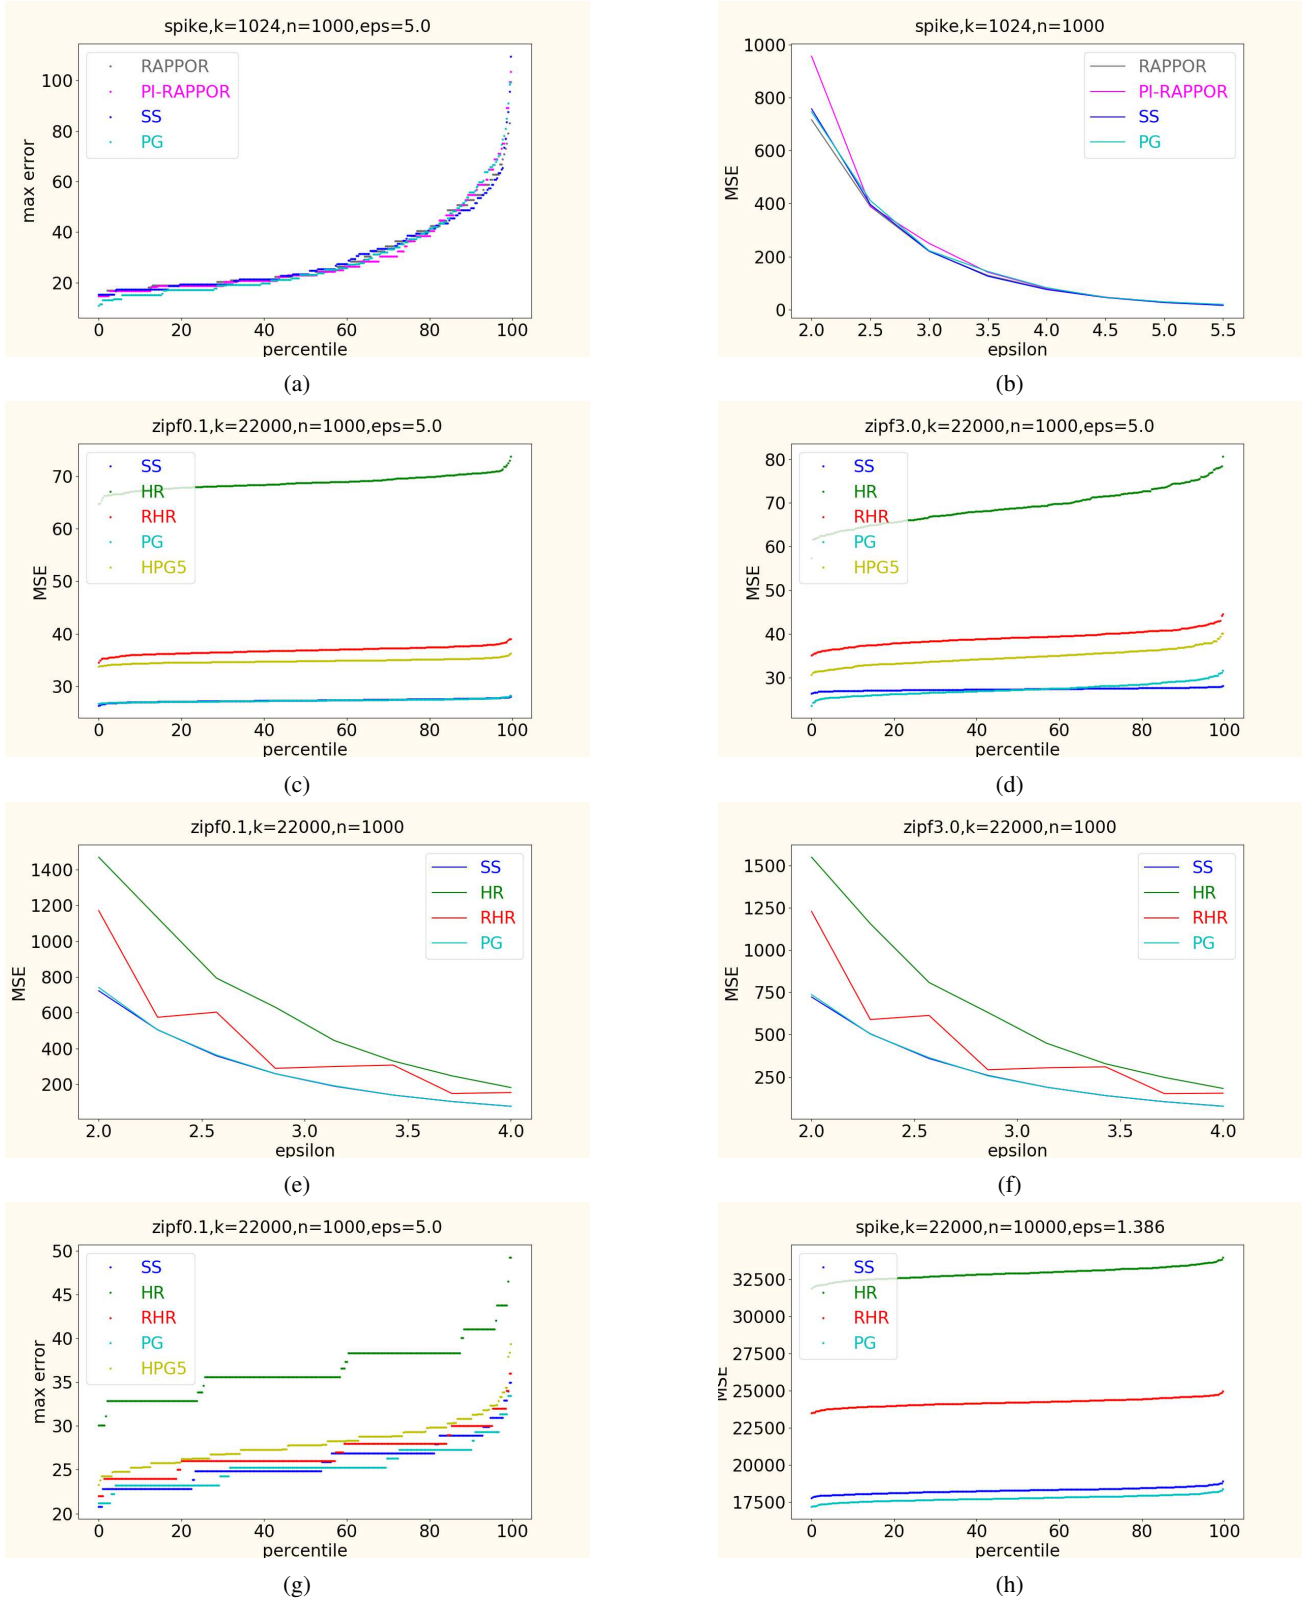 spike,k=1024,n=1000,eps=5.0
max error
100
80
60
40
20
RAPPOR
PI-RAPPOR
SS
PG
0 20 40 60 80 100
percentile
(a)
spike,k=1024,n=1000
MSE
1000
800
600
400
200
0
RAPPOR
PI-RAPPOR
SS
PG
2.0 2.5 3.0 3.5 4.0 4.5 5.0 5.5
epsilon
(b)
zipf0.1,k=22000,n=1000,eps=5.0
MSE
70
60
50
40
30
SS
HR
RHR
PG
HPG5
0 20 40 60 80 100
percentile
(c)
zipf3.0,k=22000,n=1000,eps=5.0
MSE
80
70
60
50
40
30
SS
HR
RHR
PG
HPG5
0 20 40 60 80 100
percentile
(d)
zipf0.1,k=22000,n=1000
MSE
1400
1200
1000
800
600
400
200
SS
HR
RHR
PG
2.0 2.5 3.0 3.5 4.0
epsilon
(e)
zipf3.0,k=22000,n=1000
MSE
1500
1250
1000
750
500
250
SS
HR
RHR
PG
2.0 2.5 3.0 3.5 4.0
epsilon
(f)
zipf0.1,k=22000,n=1000,eps=5.0
max error
50
45
40
35
30
25
20
SS
HR
RHR
PG
HPG5
0 20 40 60 80 100
percentile
(g)
spike,k=22000,n=10000,eps=1.386
MSE
32500
30000
27500
25000
22500
20000
17500
SS
HR
RHR
PG
0 20 40 60 80 100
percentile
(h)